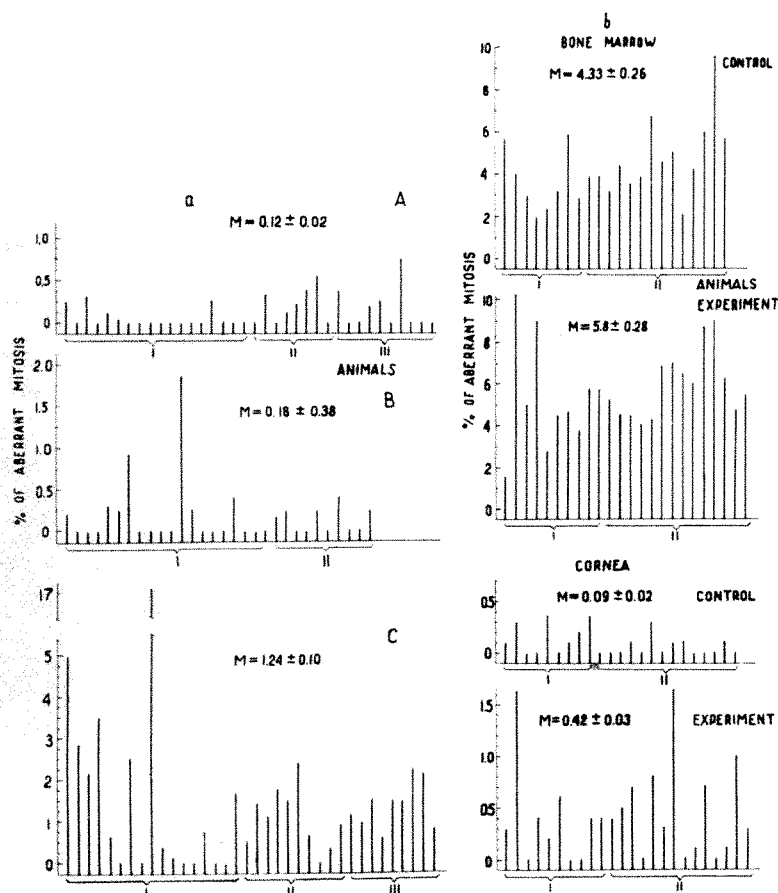 a
A
M = 0.12 ± 0.02
1.0
0.5
0
I
II
III
ANIMALS
B
M = 0.18 ± 0.38
2.0
1.5
1.0
0.5
0
I
II
% OF ABERRANT MITOSIS
C
M = 1.24 ± 0.10
17
5
4
3
2
1
0
I
II
III
b
BONE MARROW
CONTROL
M = 4.33 ± 0.26
10
8
6
4
2
0
I
II
ANIMALS
EXPERIMENT
M = 5.8 ± 0.28
10
8
6
4
2
0
I
II
% OF ABERRANT MITOSIS
CORNEA
M = 0.09 ± 0.02
CONTROL
0.5
0
I
II
M = 0.42 ± 0.03
EXPERIMENT
1.5
1.0
0.5
0
I
II